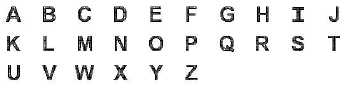 A B C D E F G H I J
K L M N O P Q R S T
U V W X Y Z